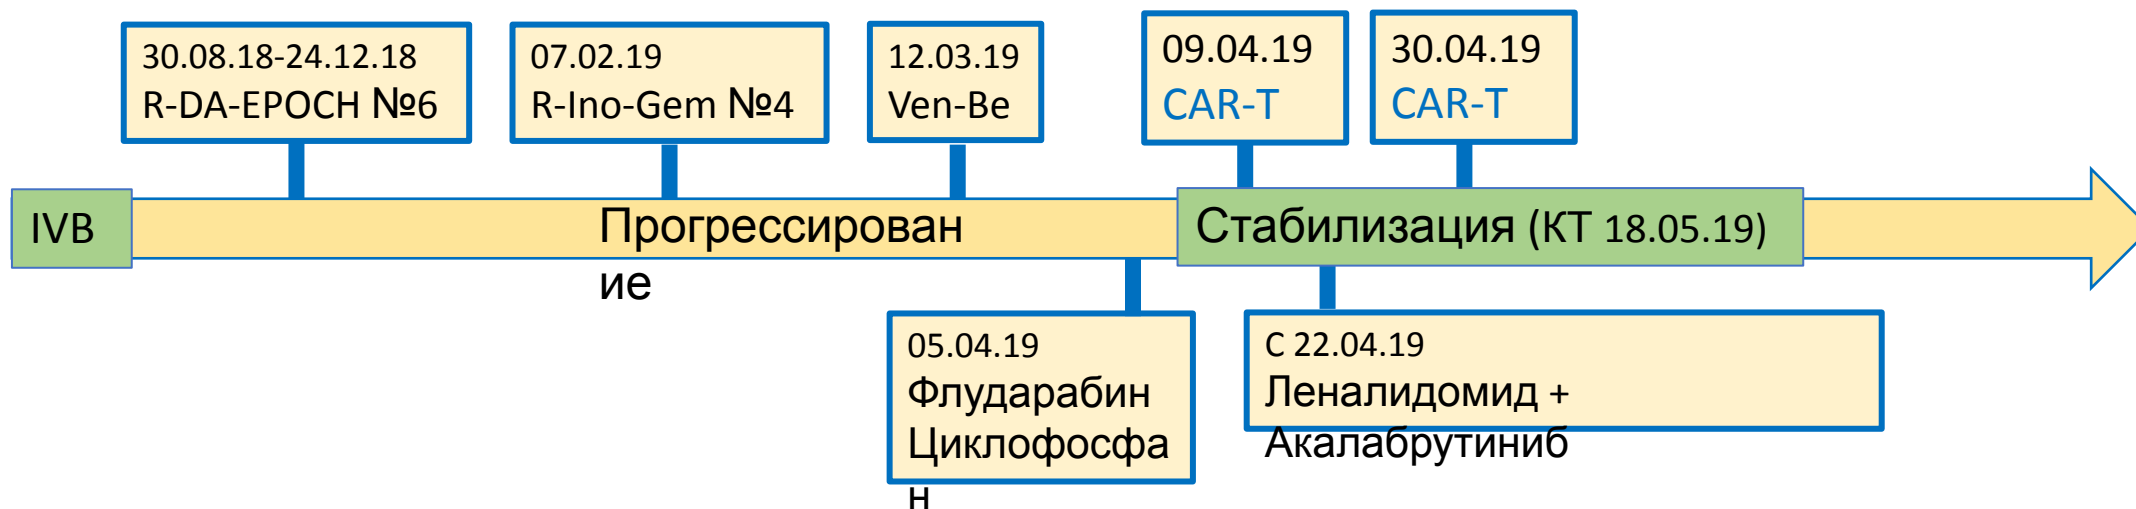 30.08.18-24.12.18
R-DA-EPOCH №6
07.02.19
R-Ino-Gem №4
12.03.19
Ven-Be
09.04.19
CAR-T
30.04.19
CAR-T
IVB
Прогрессирован
ие
Стабилизация (КТ 18.05.19)
05.04.19
Флударабин
Циклофосфа
н
С 22.04.19
Леналидомид +
Акалабрутиниб